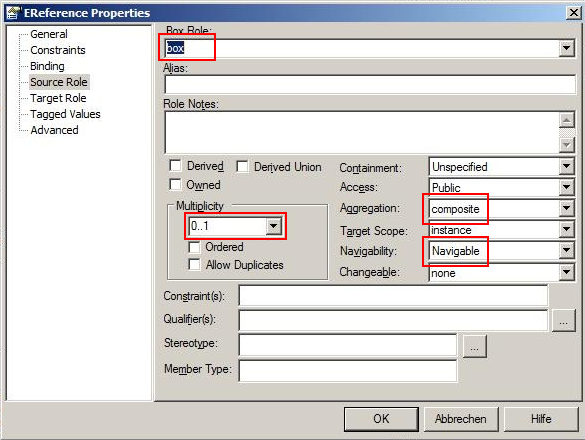 EReference Properties
General
Constraints
Binding
Source Role
Target Role
Tagged Values
Advanced
Box Role:
box
Alias:
Role Notes:
Derived
Derived Union
Owned
Multiplicity
0..1
Ordered
Allow Duplicates
Containment: Unspecified
Access: Public
Aggregation: composite
Target Scope: instance
Navigability: Navigable
Changeable: none
Constraint(s):
Qualifier(s):
...
Stereotype:
...
Member Type:
OK Abbrechen Hilfe